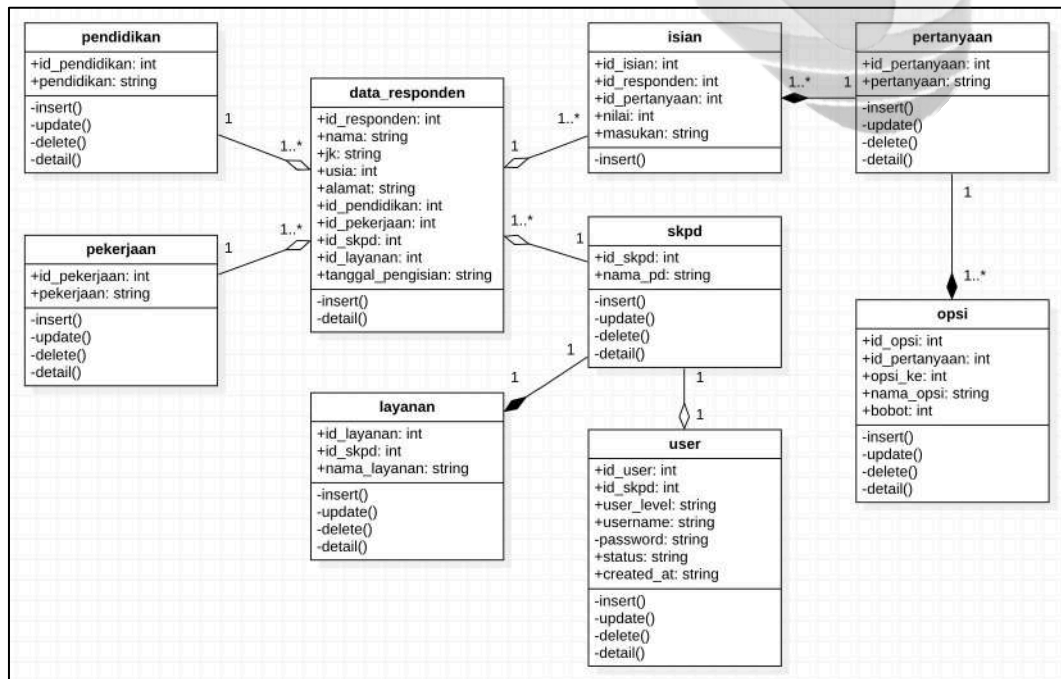 pendidikan
+id_pendidikan: int
+pendidikan: string
-insert()
-update()
-delete()
-detail()
1
1..*
pekerjaan
+id_pekerjaan: int
+pekerjaan: string
-insert()
-update()
-delete()
-detail()
1
1..*
data_responden
+id_responden: int
+nama: string
+jk: string
+usia: int
+alamat: string
+id_pendidikan: int
+id_pekerjaan: int
+id_skpd: int
+id_layanan: int
+tanggal_pengisian: string
-insert()
-detail()
1
1..*
1..*
1
layanan
+id_layanan: int
+id_skpd: int
+nama_layanan: string
-insert()
-update()
-delete()
-detail()
1
1
isian
+id_isian: int
+id_responden: int
+id_pertanyaan: int
+nilai: int
+masukan: string
-insert()
1..*
1
skpd
+id_skpd: int
+nama_pd: string
-insert()
-update()
-delete()
-detail()
1
1
user
+id_user: int
+id_skpd: int
+user_level: string
+username: string
-password: string
+status: string
+created_at: string
-insert()
-update()
-delete()
-detail()
pertanyaan
+id_pertanyaan: int
+pertanyaan: string
-insert()
-update()
-delete()
-detail()
1
1..*
opsi
+id_opsi: int
+id_pertanyaan: int
+opsi_ke: int
+nama_opsi: string
+bobot: int
-insert()
-update()
-delete()
-detail()